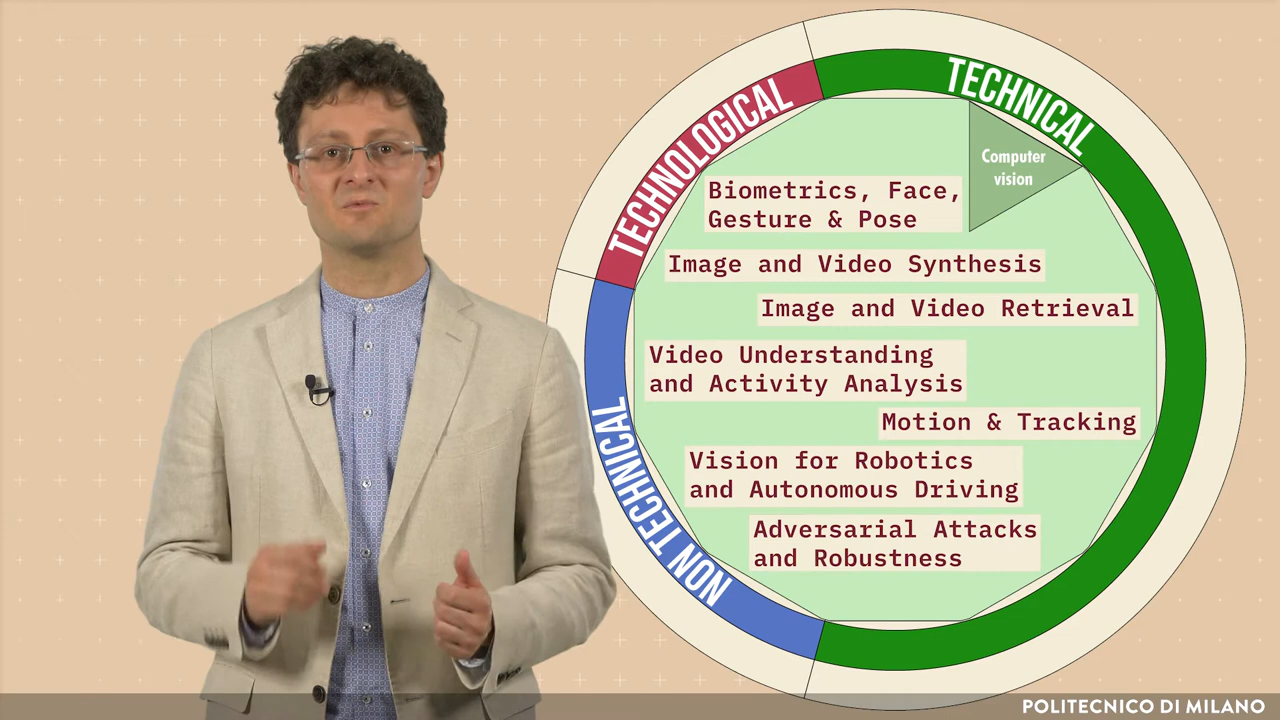 TECHNOLOGICAL
TECHNICAL
Computer
vision
Biometrics, Face,
Gesture & Pose
Image and Video Synthesis
Image and Video Retrieval
Video Understanding
and Activity Analysis
Motion & Tracking
Vision for Robotics
and Autonomous Driving
Adversarial Attacks
and Robustness
NON TECHNICAL
POLITECNICO DI MILANO